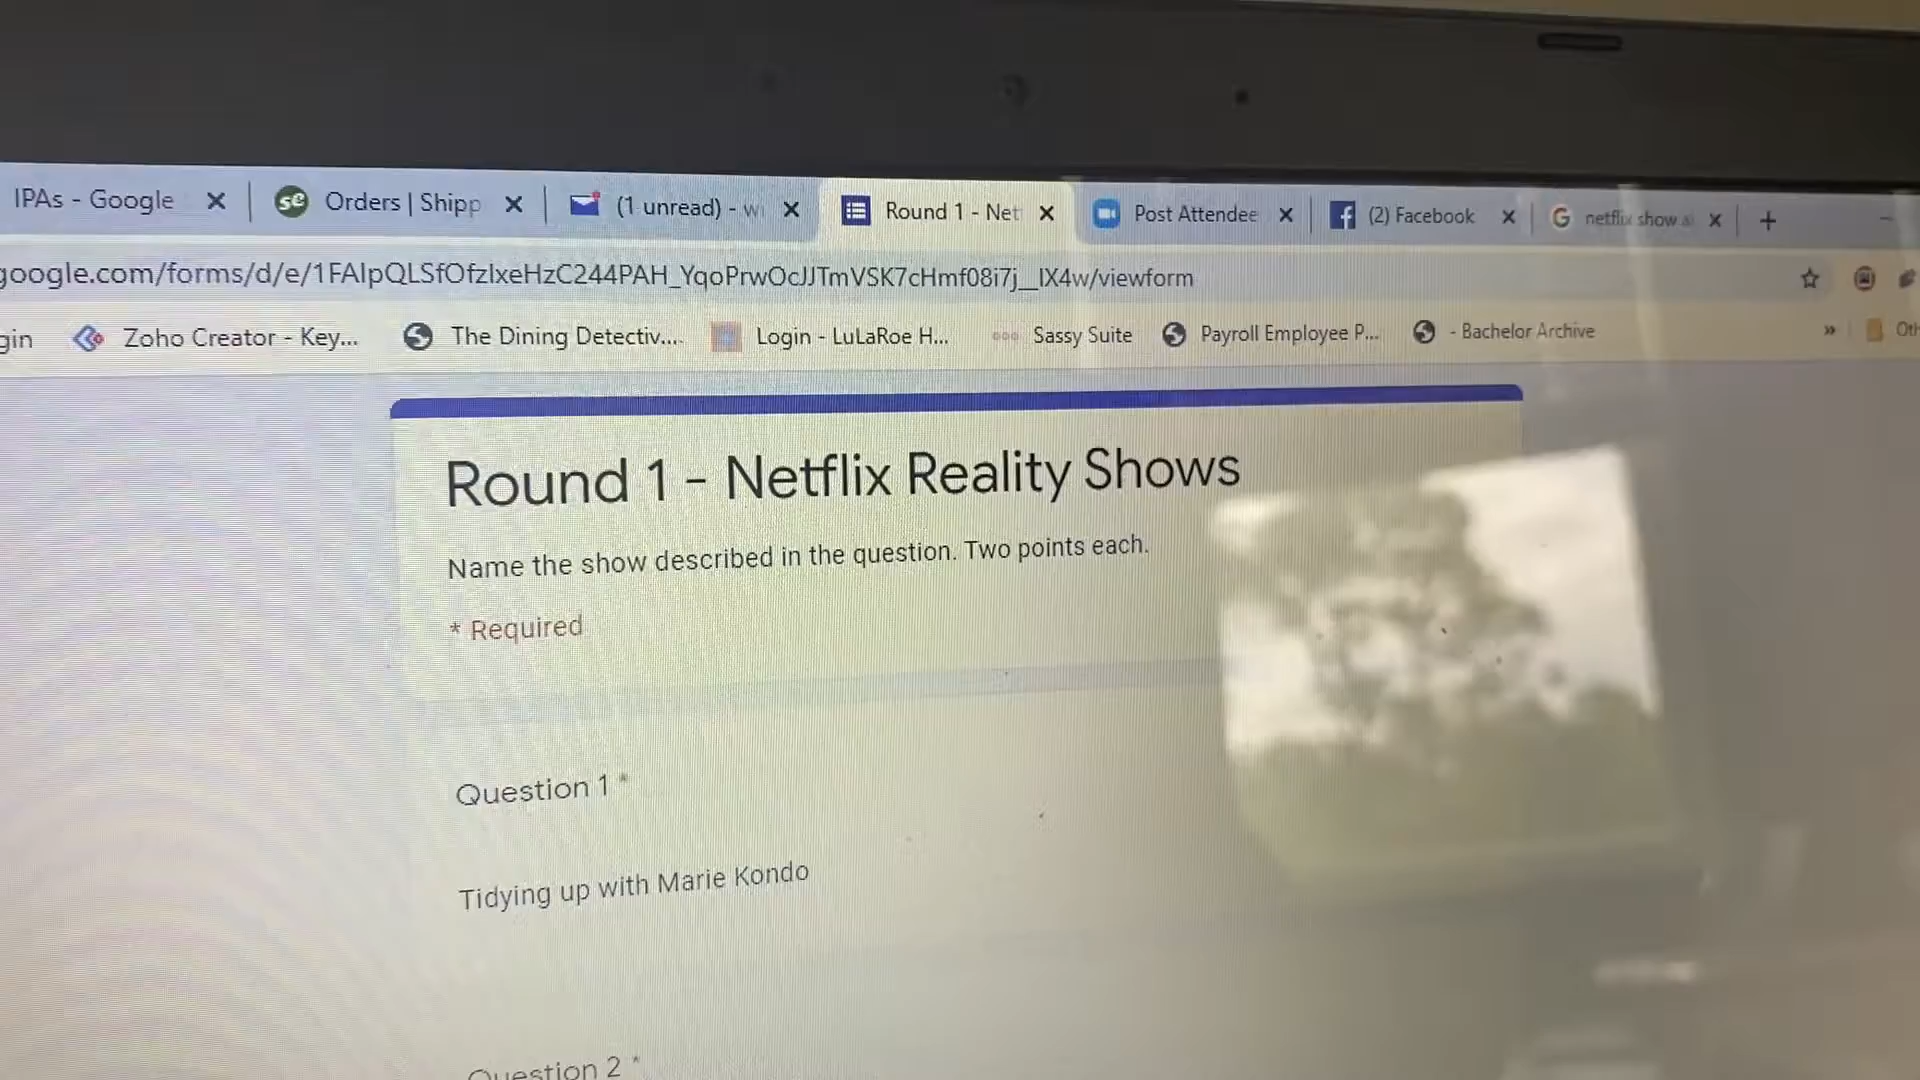 IPAs - Google
Orders | Shipp
(1 unread) - wi
Round 1 - Net
Post Attendee
(2) Facebook
netflix show a
google.com/forms/d/e/1FAIpQLSfOfzlxeHzC244PAH_YqoPrwOcJJTmVSK7cHmf08i7j__IX4w/viewform
gin
Zoho Creator - Key...
The Dining Detectiv...
Login - LuLaRoe H...
Sassy Suite
Payroll Employee P...
- Bachelor Archive
»
Oth
Round 1 - Netflix Reality Shows
Name the show described in the question. Two points each.
* Required
Question 1 *
Tidying up with Marie Kondo
Question 2 *